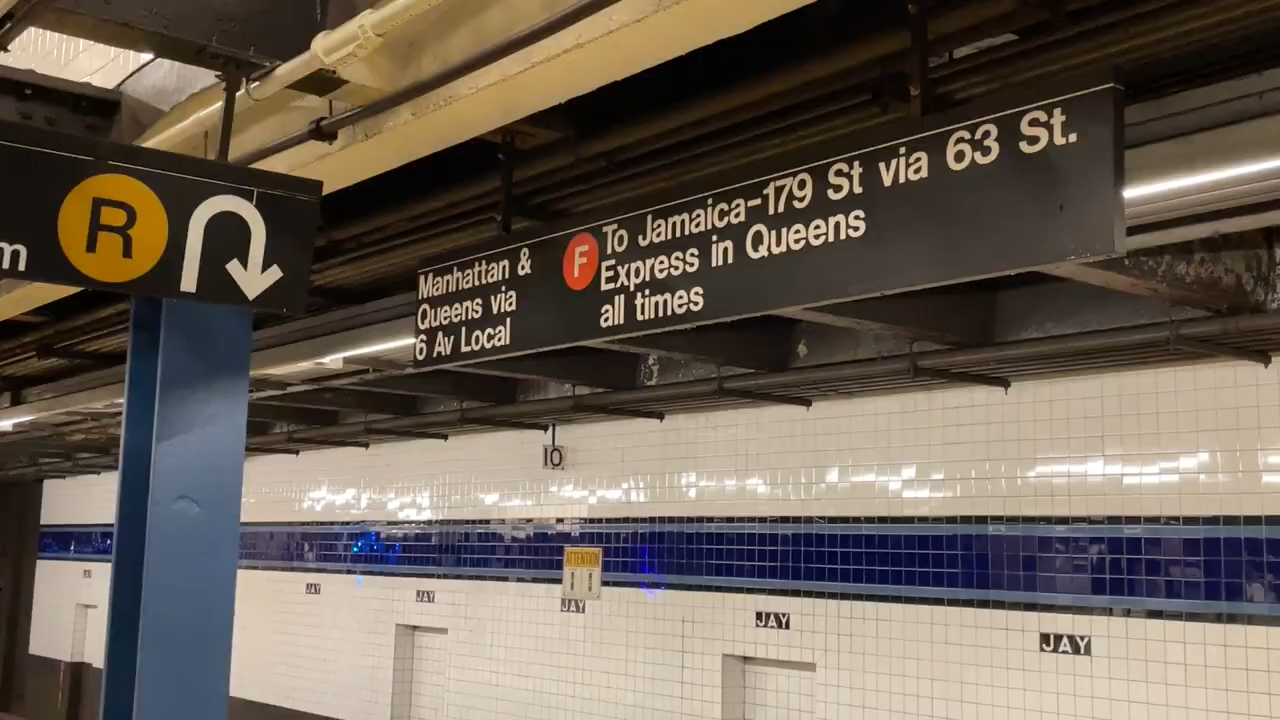 m R
Manhattan &
Queens via
6 Av Local
F To Jamaica-179 St via 63 St.
Express in Queens
all times
10
ATTENTION
JAY
JAY
JAY
JAY
JAY
JAY